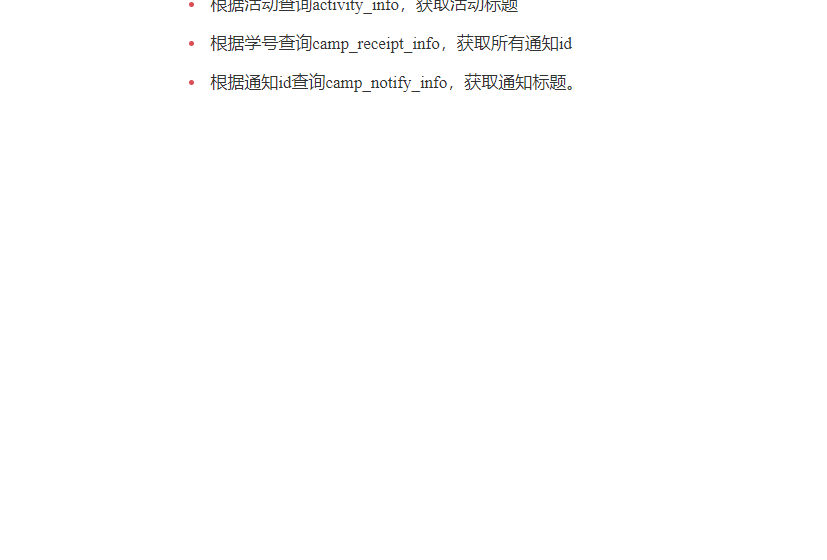 根据活动查询activity_info，获取活动标题
根据学号查询camp_receipt_info，获取所有通知id
根据通知id查询camp_notify_info，获取通知标题。